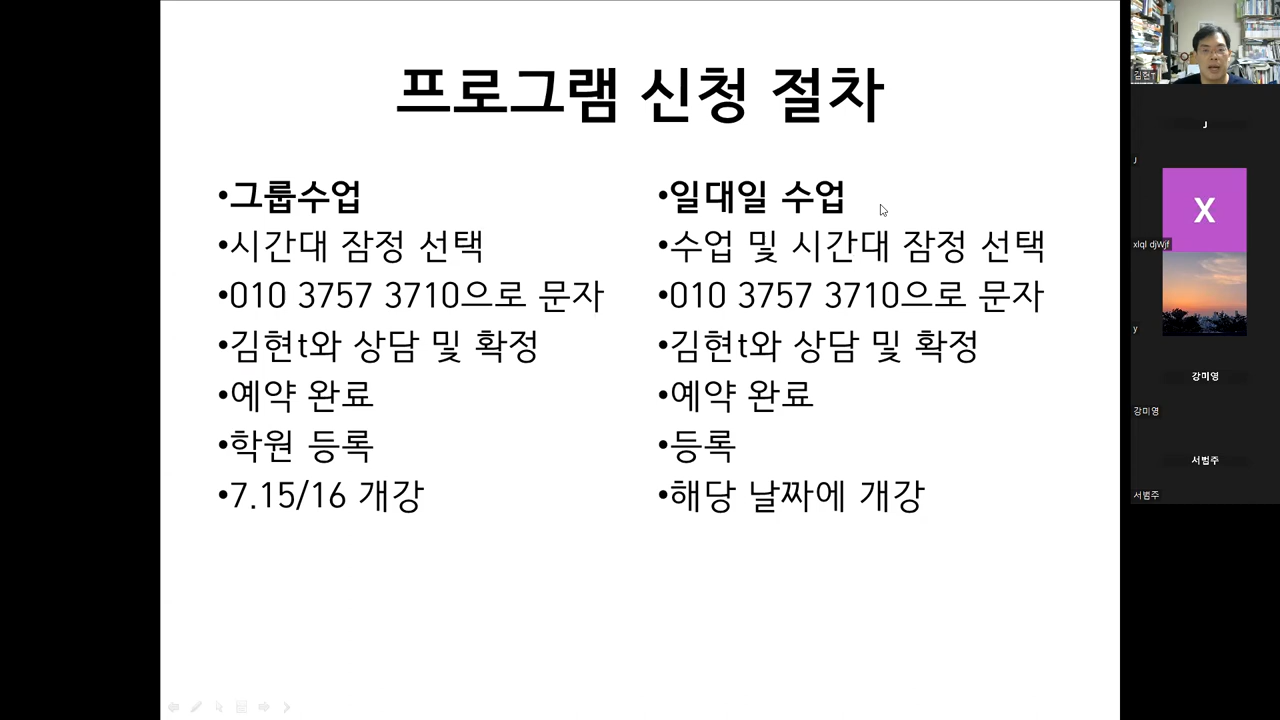 프로그램 신청 절차
•그룹수업
•시간대 잠정 선택
•010 3757 3710으로 문자
•김현t와 상담 및 확정
•예약 완료
•학원 등록
•7.15/16 개강
•일대일 수업
•수업 및 시간대 잠정 선택
•010 3757 3710으로 문자
•김현t와 상담 및 확정
•예약 완료
•등록
•해당 날짜에 개강
김현T
J
J
X
xlql djWjf
y
강미영
강미영
서범주
서범주